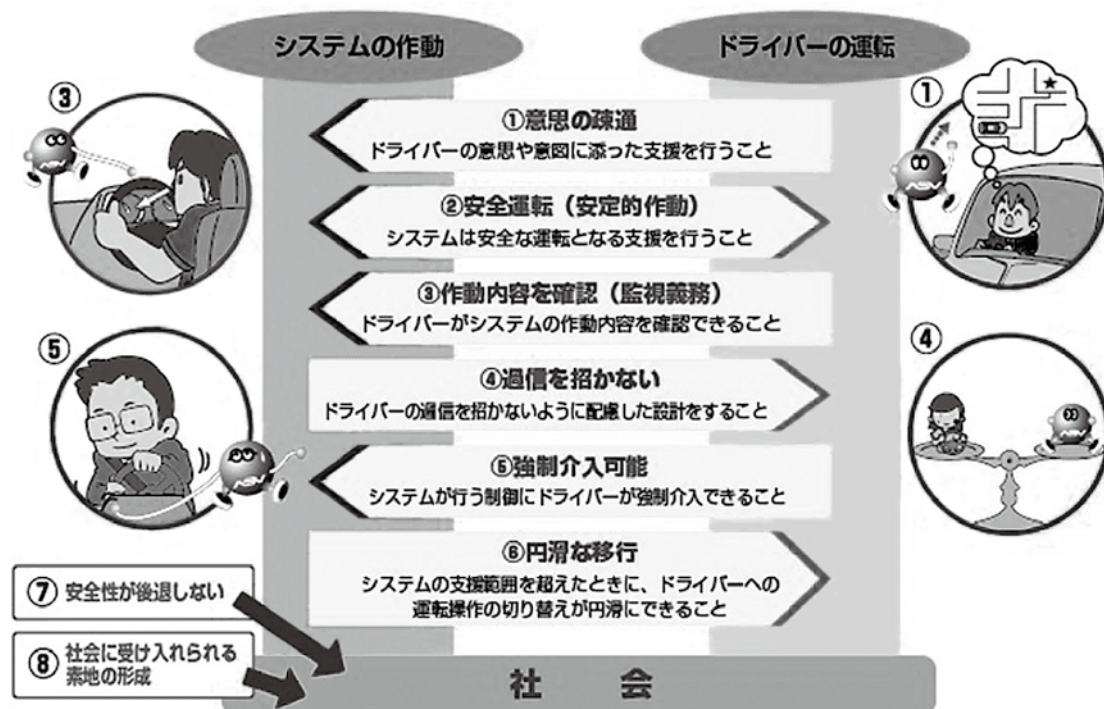 システムの作動
ドライバーの運転
③
①
①意思の疎通
ドライバーの意思や意図に添った支援を行うこと
②安全運転（安定的作動）
システムは安全な運転となる支援を行うこと
③作動内容を確認（監視義務）
ドライバーがシステムの作動内容を確認できること
⑤
④
④過信を招かない
ドライバーの過信を招かないように配慮した設計をすること
⑤強制介入可能
システムが行う制御にドライバーが強制介入できること
⑥円滑な移行
システムの支援範囲を超えたときに、ドライバーへの
運転操作の切り替えが円滑にできること
⑦ 安全性が後退しない
⑧ 社会に受け入れられる
素地の形成
社 会
ASV
ASV
ASV
ASV